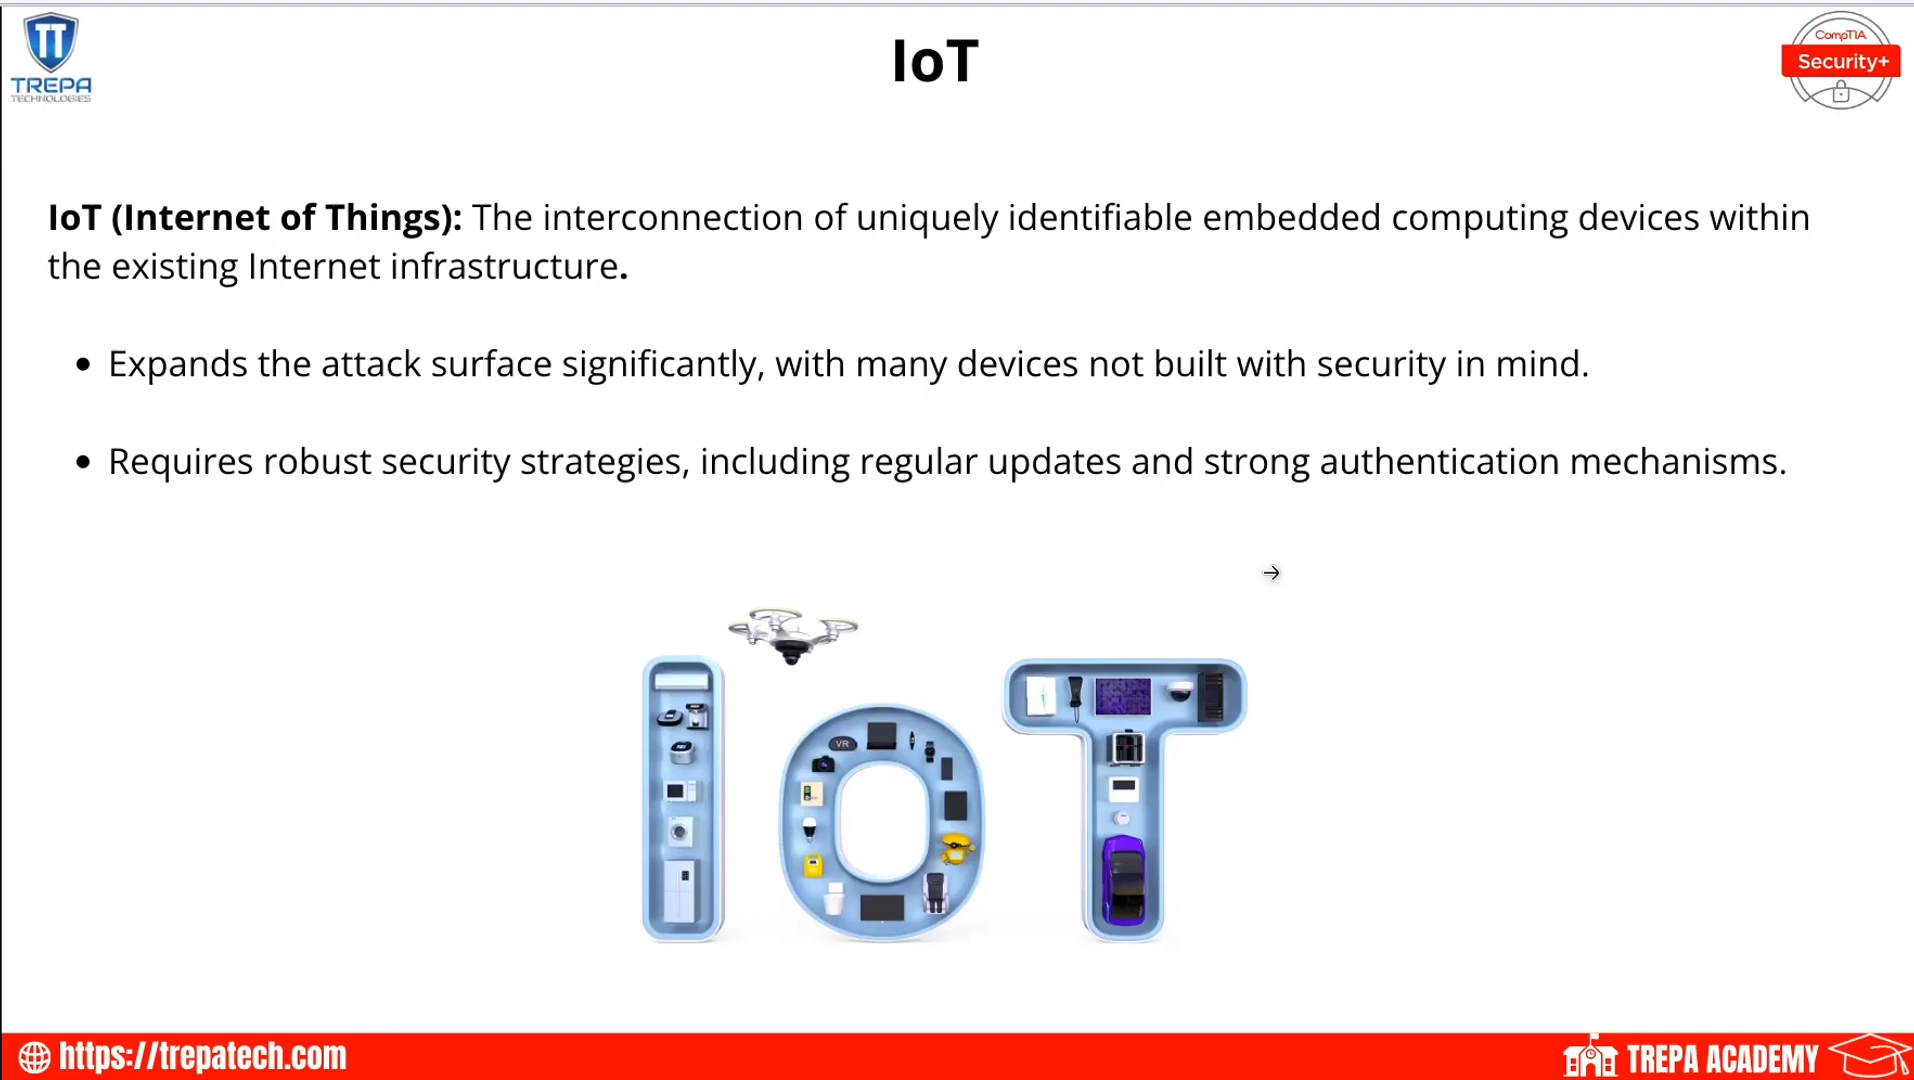 TREPA
TECHNOLOGIES
IoT
CompTIA
Security+
IoT (Internet of Things): The interconnection of uniquely identifiable embedded computing devices within
the existing Internet infrastructure.
• Expands the attack surface significantly, with many devices not built with security in mind.
• Requires robust security strategies, including regular updates and strong authentication mechanisms.
VR
https://trepatech.com
TREPA ACADEMY